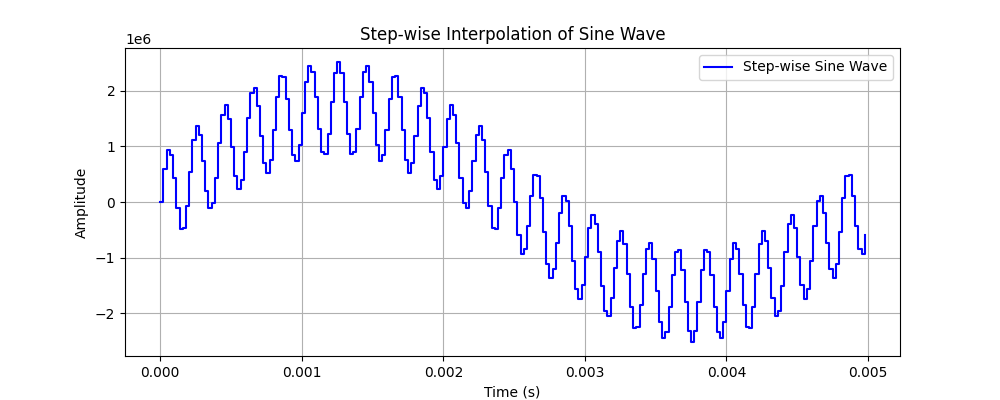 Step-wise Interpolation of Sine Wave
1e6
Step-wise Sine Wave
2
1
0
−1
−2
Amplitude
0.000 0.001 0.002 0.003 0.004 0.005
Time (s)